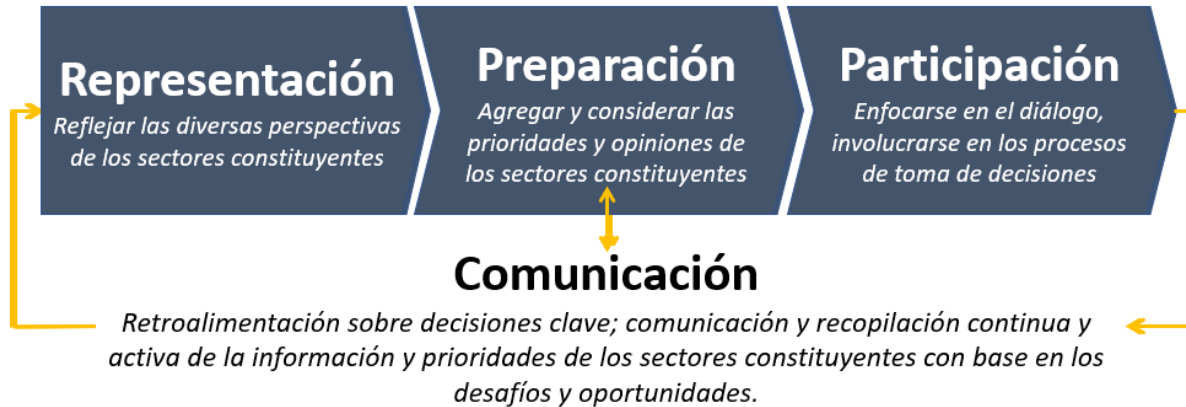 Representación
Reflejar las diversas perspectivas
de los sectores constituyentes
Preparación
Agregar y considerar las
prioridades y opiniones de
los sectores constituyentes
Participación
Enfocarse en el diálogo,
involucrarse en los procesos
de toma de decisiones
Comunicación
Retroalimentación sobre decisiones clave; comunicación y recopilación continua y
activa de la información y prioridades de los sectores constituyentes con base en los
desafíos y oportunidades.